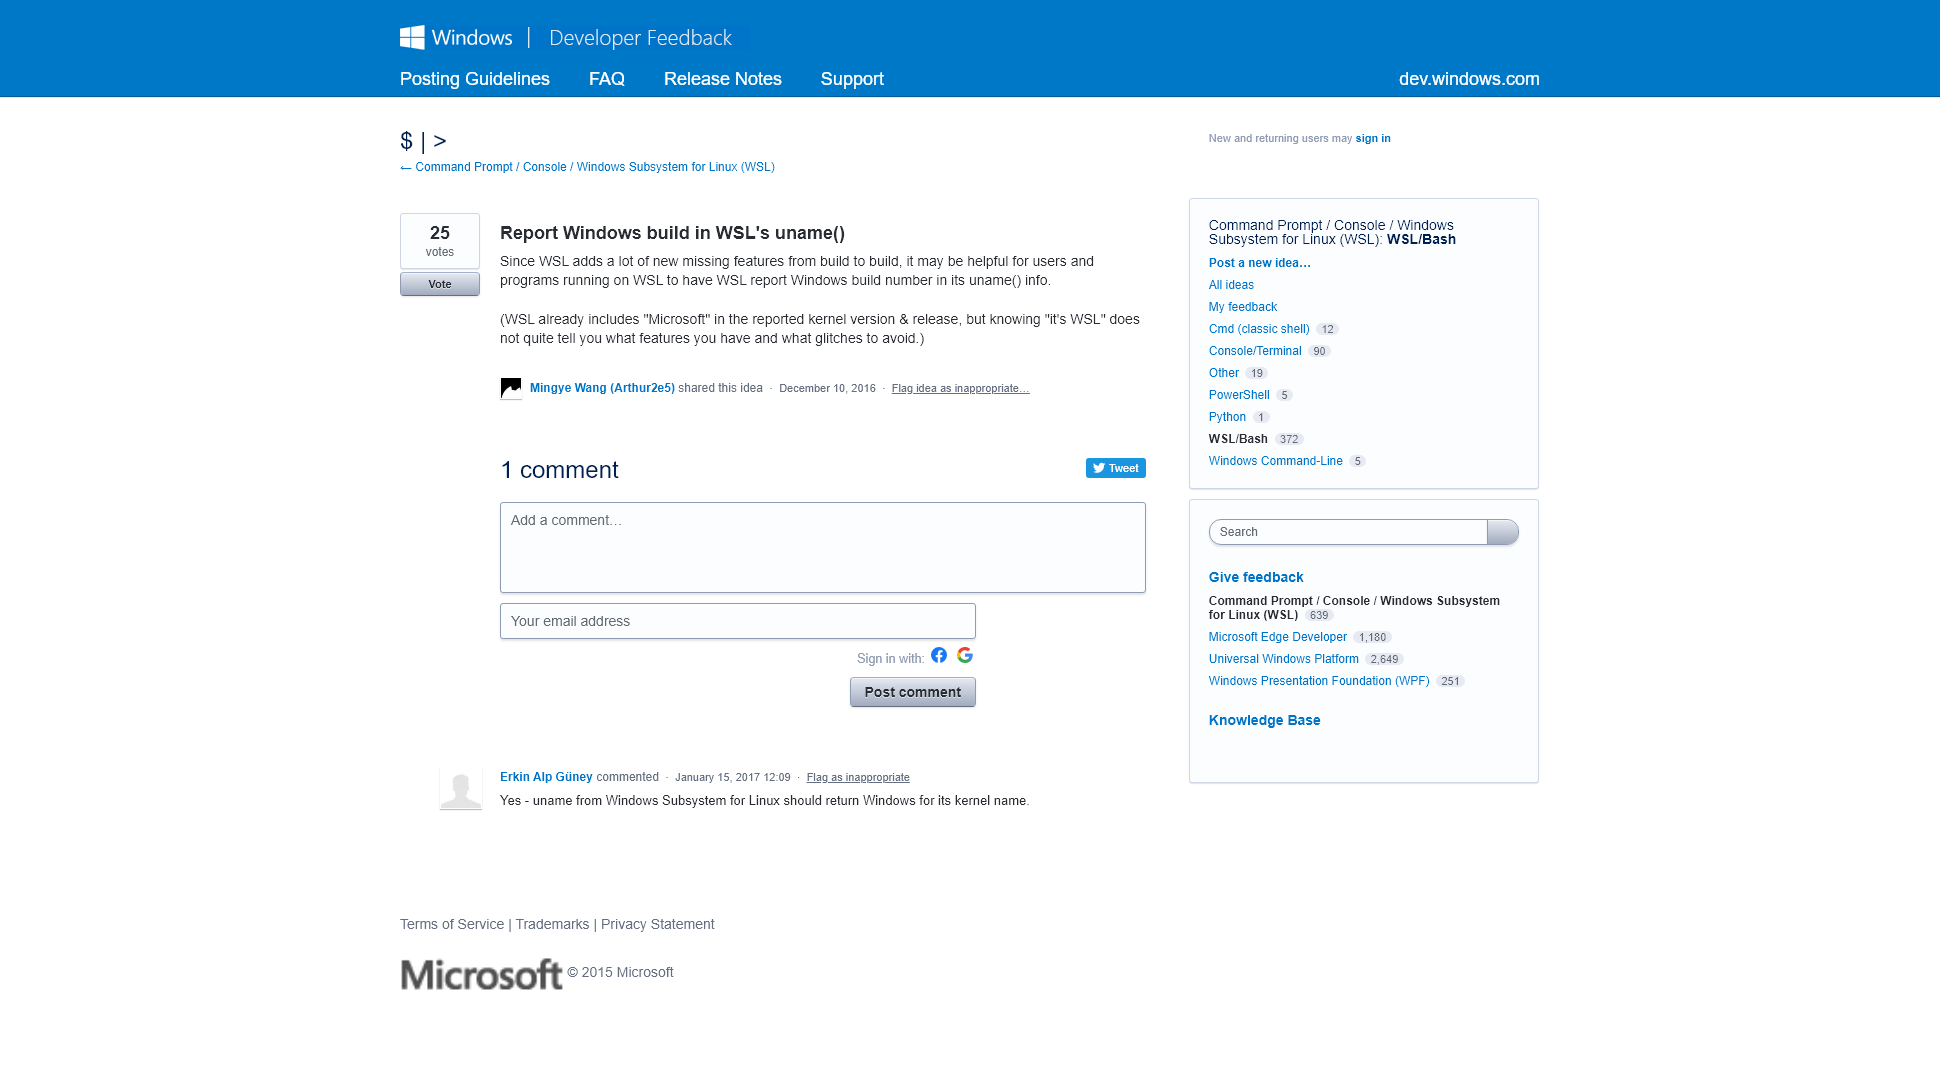 Windows | Developer Feedback
Posting Guidelines FAQ Release Notes Support dev.windows.com
$ | >
← Command Prompt / Console / Windows Subsystem for Linux (WSL)
New and returning users may sign in
25
votes
Vote
Report Windows build in WSL's uname()
Since WSL adds a lot of new missing features from build to build, it may be helpful for users and
programs running on WSL to have WSL report Windows build number in its uname() info.
(WSL already includes "Microsoft" in the reported kernel version & release, but knowing "it's WSL" does
not quite tell you what features you have and what glitches to avoid.)
Mingye Wang (Arthur2e5) shared this idea · December 10, 2016 · Flag idea as inappropriate…
1 comment
Tweet
Add a comment…
Your email address
Sign in with:
Post comment
Erkin Alp Güney commented · January 15, 2017 12:09 · Flag as inappropriate
Yes - uname from Windows Subsystem for Linux should return Windows for its kernel name.
Command Prompt / Console / Windows
Subsystem for Linux (WSL): WSL/Bash
Post a new idea…
All ideas
My feedback
Cmd (classic shell) 12
Console/Terminal 90
Other 19
PowerShell 5
Python 1
WSL/Bash 372
Windows Command-Line 5
Search
Give feedback
Command Prompt / Console / Windows Subsystem
for Linux (WSL) 639
Microsoft Edge Developer 1,180
Universal Windows Platform 2,649
Windows Presentation Foundation (WPF) 251
Knowledge Base
Terms of Service | Trademarks | Privacy Statement
Microsoft © 2015 Microsoft